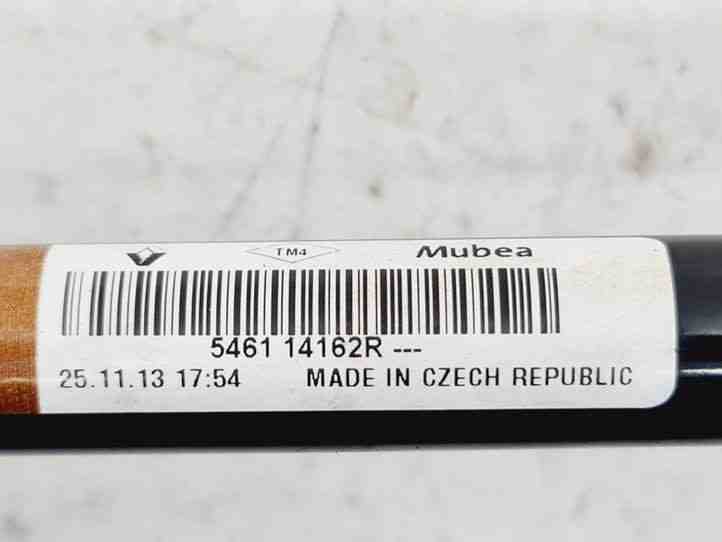 TM4 Mubea
5461 14162R ---
25.11.13 17:54 MADE IN CZECH REPUBLIC